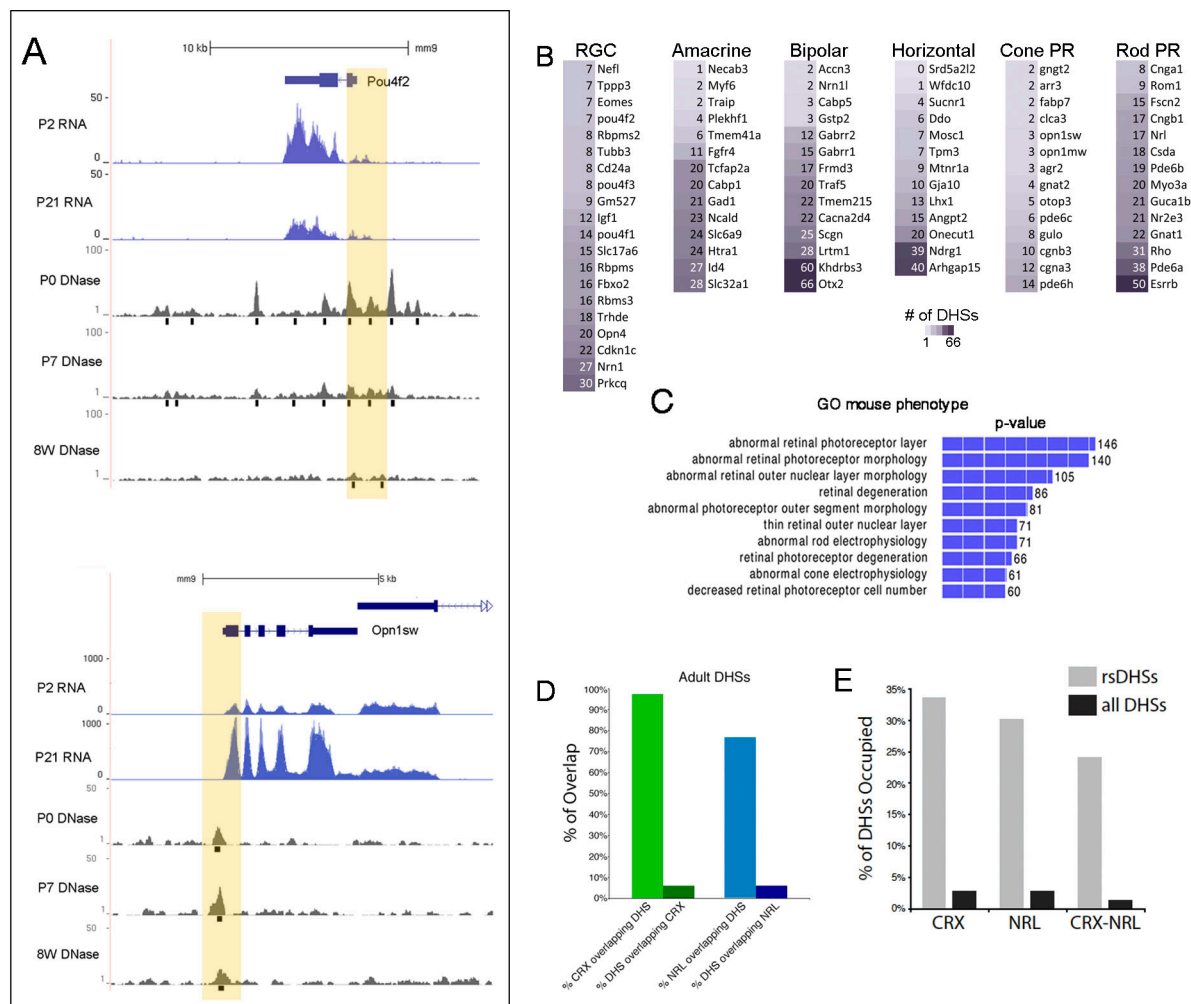 A
10 kb
mm9
Pou4f2
50
P2 RNA
0
50
P21 RNA
0
100
P0 DNase
1
100
P7 DNase
1
100
8W DNase
1
mm9
5 kb
Opn1sw
1000
P2 RNA
0
1000
P21 RNA
0
50
P0 DNase
1
50
P7 DNase
1
50
8W DNase
1
B
RGC
7 Nefl
7 Tppp3
7 Eomes
7 pou4f2
8 Rbpms2
8 Tubb3
8 Cd24a
8 pou4f3
9 Gm527
12 Igf1
14 pou4f1
15 Slc17a6
16 Rbpms
16 Fbxo2
16 Rbms3
18 Trhde
20 Opn4
22 Cdkn1c
27 Nrn1
30 Prkcq
Amacrine
1 Necab3
2 Myf6
2 Traip
4 Plekhf1
6 Tmem41a
11 Fgfr4
20 Tcfap2a
20 Cabp1
21 Gad1
23 Ncald
24 Slc6a9
24 Htra1
27 Id4
28 Slc32a1
Bipolar
2 Accn3
2 Nrn1l
3 Cabp5
3 Gstp2
12 Gabrr2
15 Gabrr1
17 Frmd3
20 Traf5
22 Tmem215
22 Cacna2d4
25 Scgn
28 Lrtm1
60 Khdrbs3
66 Otx2
Horizontal
0 Srd5a2l2
1 Wfdc10
4 Sucnr1
6 Ddo
7 Mosc1
7 Tpm3
9 Mtnr1a
10 Gja10
13 Lhx1
15 Angpt2
20 Onecut1
39 Ndrg1
40 Arhgap15
Cone PR
2 gngt2
2 arr3
2 fabp7
2 clca3
3 opn1sw
3 opn1mw
3 agr2
4 gnat2
5 otop3
6 pde6c
8 gulo
10 cgnb3
12 cgna3
14 pde6h
Rod PR
8 Cnga1
9 Rom1
15 Fscn2
17 Cngb1
17 Nrl
18 Csda
19 Pde6b
20 Myo3a
21 Guca1b
21 Nr2e3
22 Gnat1
31 Rho
38 Pde6a
50 Esrrb
# of DHSs
1 66
C
GO mouse phenotype
p-value
abnormal retinal photoreceptor layer 146
abnormal retinal photoreceptor morphology 140
abnormal retinal outer nuclear layer morphology 105
retinal degeneration 86
abnormal photoreceptor outer segment morphology 81
thin retinal outer nuclear layer 71
abnormal rod electrophysiology 71
retinal photoreceptor degeneration 66
abnormal cone electrophysiology 61
decreased retinal photoreceptor cell number 60
D
Adult DHSs
% of Overlap
100%
90%
80%
70%
60%
50%
40%
30%
20%
10%
0%
% CRX overlapping DHS
% DHS overlapping CRX
% NRL overlapping DHS
% DHS overlapping NRL
E
rsDHSs
all DHSs
% of DHSs Occupied
35%
30%
25%
20%
15%
10%
5%
0%
CRX
NRL
CRX-NRL